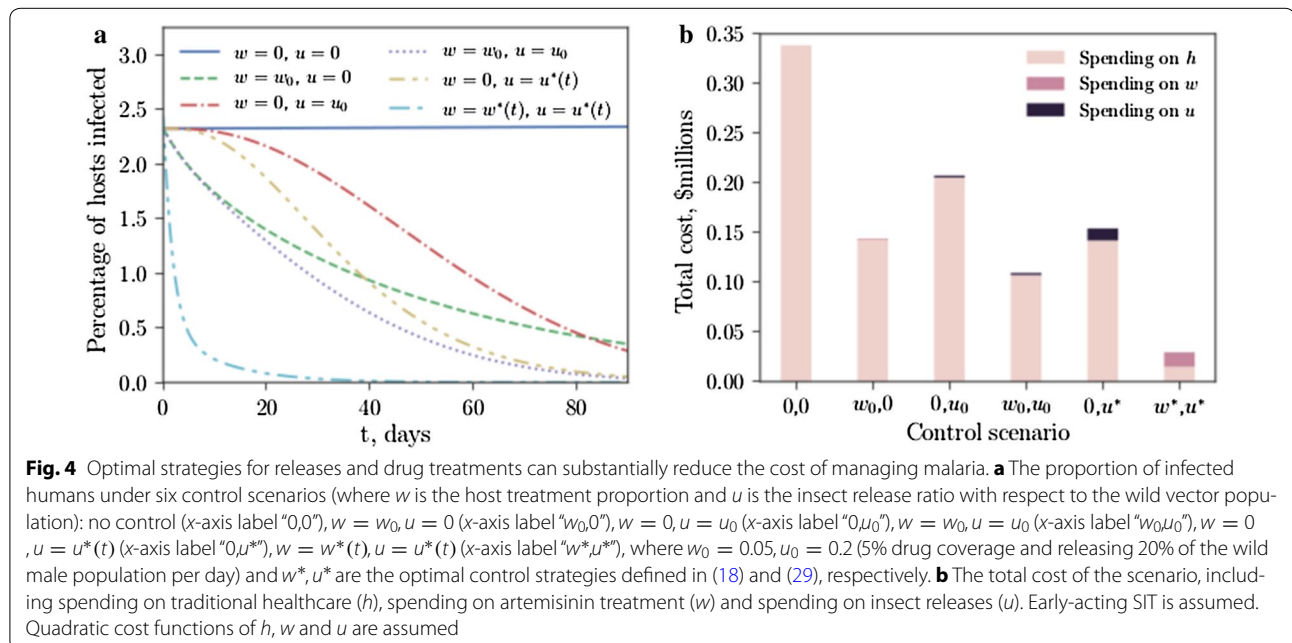 a
3.0
2.5
2.0
1.5
1.0
0.5
0.0
Percentage of hosts infected
w = 0, u = 0
w = w₀, u = 0
w = 0, u = u₀
w = w₀, u = u₀
w = 0, u = u*(t)
w = w*(t), u = u*(t)
0 20 40 60 80
t, days
b
0.35
0.30
0.25
0.20
0.15
0.10
0.05
0.00
Total cost, $millions
Spending on h
Spending on w
Spending on u
0,0 w₀,0 0,u₀ w₀,u₀ 0,u* w*,u*
Control scenario
Fig. 4 Optimal strategies for releases and drug treatments can substantially reduce the cost of managing malaria. a The proportion of infected
humans under six control scenarios (where w is the host treatment proportion and u is the insect release ratio with respect to the wild vector popu-
lation): no control (x-axis label “0,0”), w = w₀, u = 0 (x-axis label “w₀,0”), w = 0, u = u₀ (x-axis label “0,u₀”), w = w₀, u = u₀ (x-axis label “w₀,u₀”), w = 0
, u = u*(t) (x-axis label “0,u*”), w = w*(t), u = u*(t) (x-axis label “w*,u*”), where w₀ = 0.05, u₀ = 0.2 (5% drug coverage and releasing 20% of the wild
male population per day) and w*, u* are the optimal control strategies defined in (18) and (29), respectively. b The total cost of the scenario, includ-
ing spending on traditional healthcare (h), spending on artemisinin treatment (w) and spending on insect releases (u). Early-acting SIT is assumed.
Quadratic cost functions of h, w and u are assumed